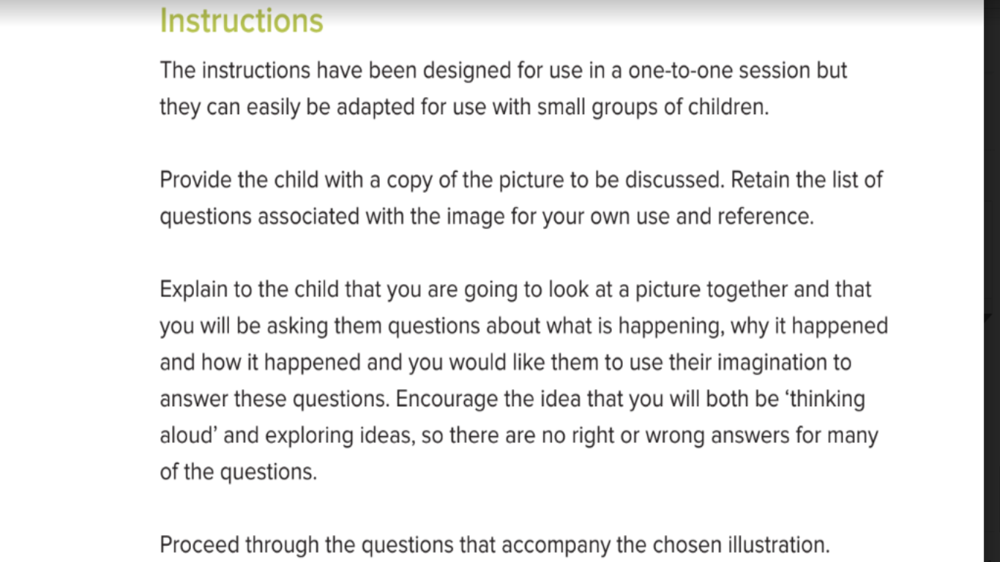 Instructions
The instructions have been designed for use in a one-to-one session but
they can easily be adapted for use with small groups of children.
Provide the child with a copy of the picture to be discussed. Retain the list of
questions associated with the image for your own use and reference.
Explain to the child that you are going to look at a picture together and that
you will be asking them questions about what is happening, why it happened
and how it happened and you would like them to use their imagination to
answer these questions. Encourage the idea that you will both be ‘thinking
aloud’ and exploring ideas, so there are no right or wrong answers for many
of the questions.
Proceed through the questions that accompany the chosen illustration.